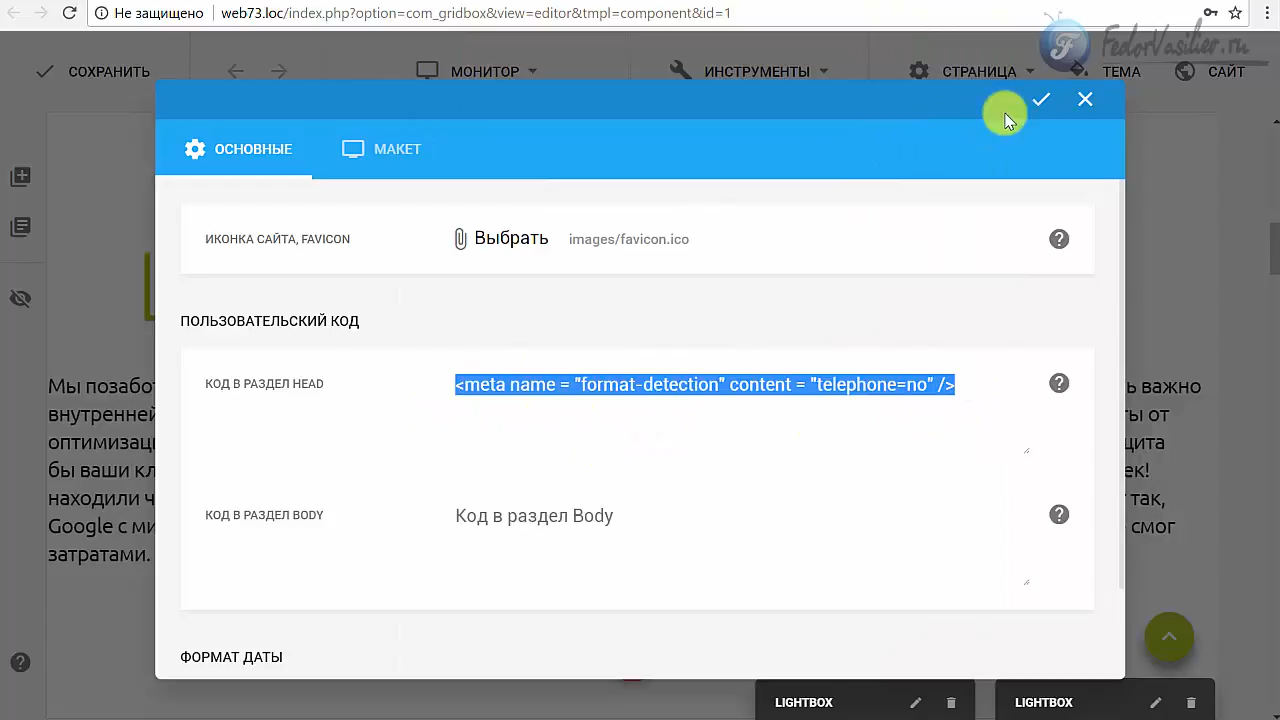 Не защищено web73.loc/index.php?option=com_gridbox&view=editor&tmpl=component&id=1
FedorVasiliev.ru
СОХРАНИТЬ МОНИТОР ИНСТРУМЕНТЫ СТРАНИЦА ТЕМА САЙТ
ОСНОВНЫЕ МАКЕТ
ИКОНКА САЙТА, FAVICON Выбрать images/favicon.ico
ПОЛЬЗОВАТЕЛЬСКИЙ КОД
КОД В РАЗДЕЛ HEAD <meta name = "format-detection" content = "telephone=no" />
Мы позабот
внутренней
оптимизац
бы ваши кл
находили ч
Google с ми
затратами.
ь важно
ты от
щита
ек!
т так,
смог
КОД В РАЗДЕЛ BODY Код в раздел Body
ФОРМАТ ДАТЫ
LIGHTBOX LIGHTBOX